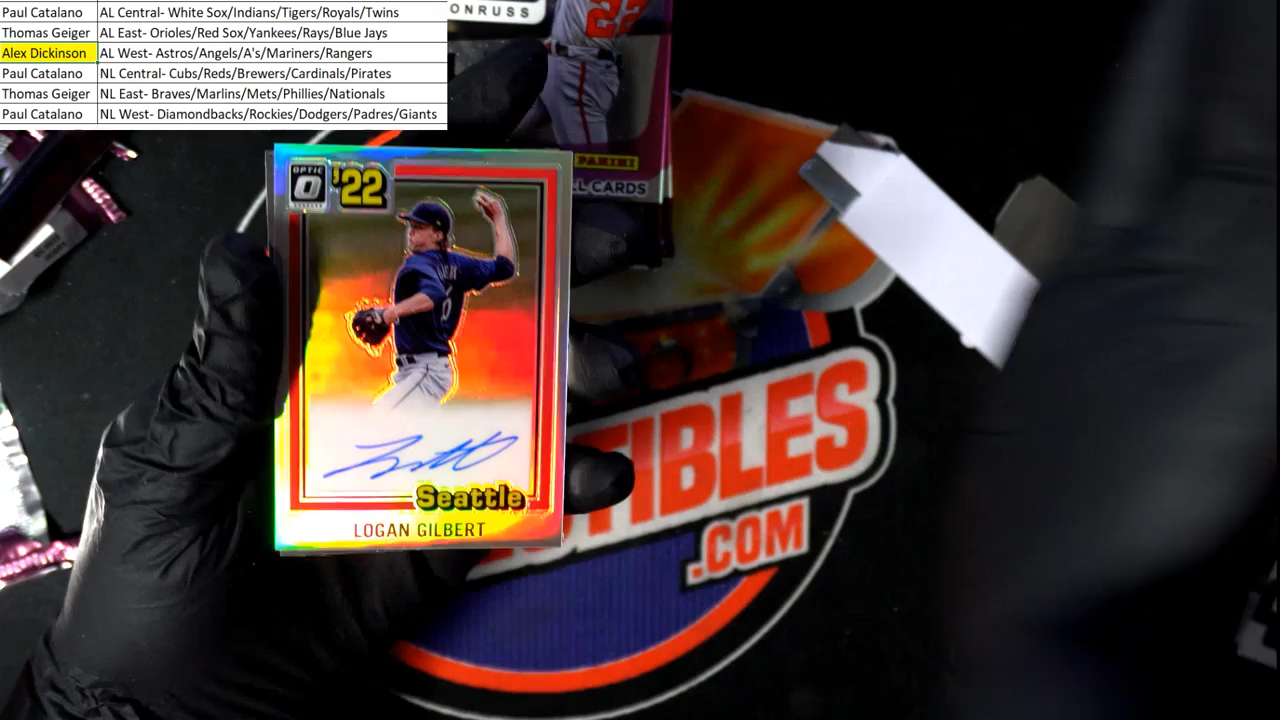 Paul Catalano AL Central- White Sox/Indians/Tigers/Royals/Twins
Thomas Geiger AL East- Orioles/Red Sox/Yankees/Rays/Blue Jays
Alex Dickinson AL West- Astros/Angels/A's/Mariners/Rangers
Paul Catalano NL Central- Cubs/Reds/Brewers/Cardinals/Pirates
Thomas Geiger NL East- Braves/Marlins/Mets/Phillies/Nationals
Paul Catalano NL West- Diamondbacks/Rockies/Dodgers/Padres/Giants
ONRUSS
22
PANINI
LL CARDS
OPTIC
'22
Seattle
LOGAN GILBERT
TIBLES
.COM